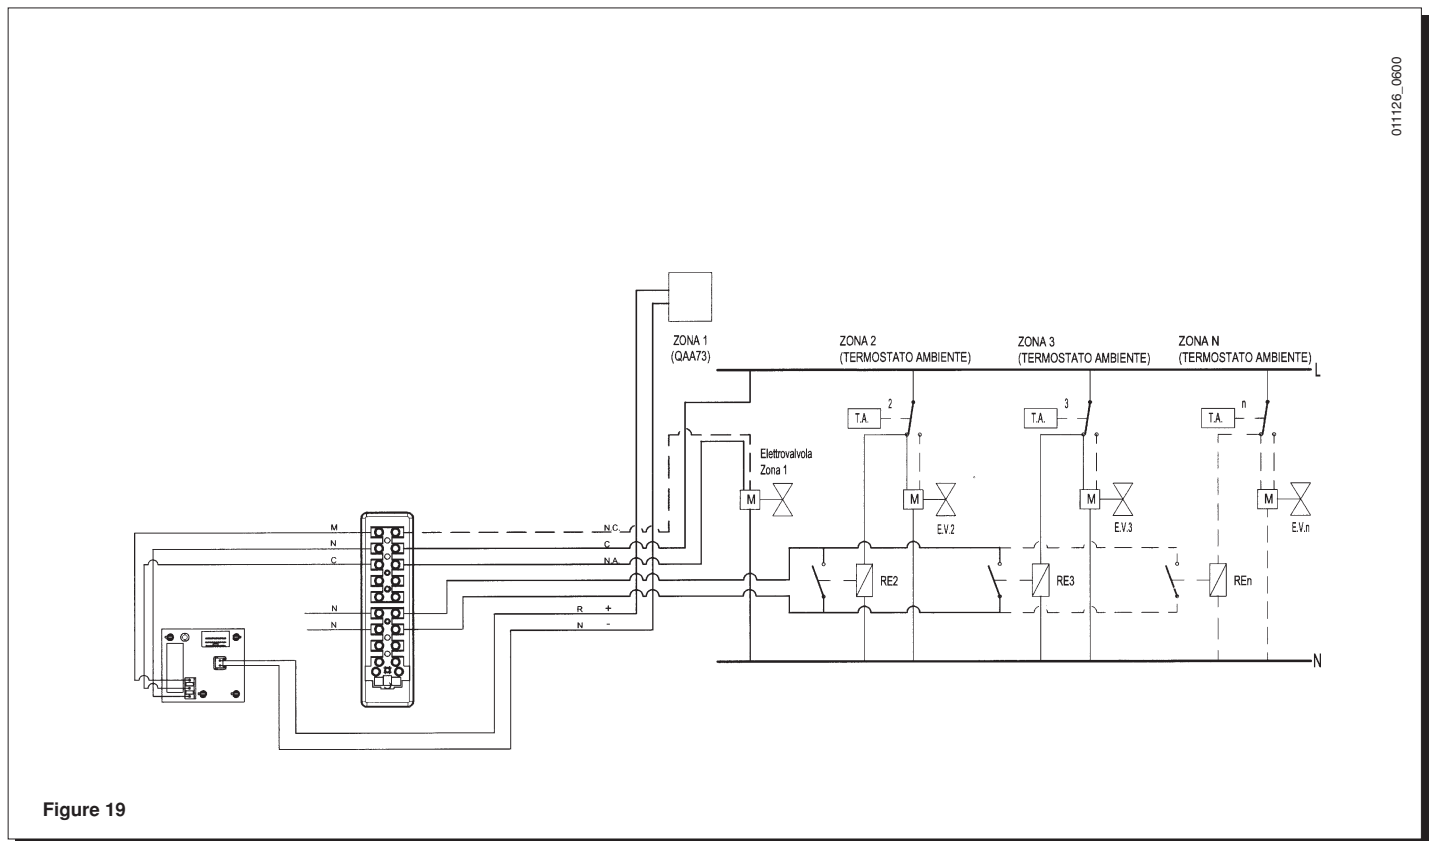 011126_0600
ZONA 1
(QAA73)
ZONA 2
(TERMOSTATO AMBIENTE)
ZONA 3
(TERMOSTATO AMBIENTE)
ZONA N
(TERMOSTATO AMBIENTE)
L
T.A.
2
T.A.
3
T.A.
n
Elettrovalvola
Zona 1
M
M
E.V.2
M
E.V.3
M
E.V.n
M
N
C
N.C.
C
N.A.
RE2
RE3
REn
N
N
R +
N -
N
Figure 19